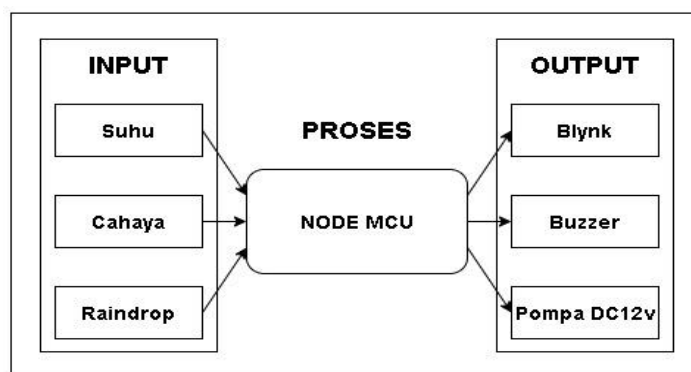 INPUT
Suhu
Cahaya
Raindrop
PROSES
NODE MCU
OUTPUT
Blynk
Buzzer
Pompa DC12v